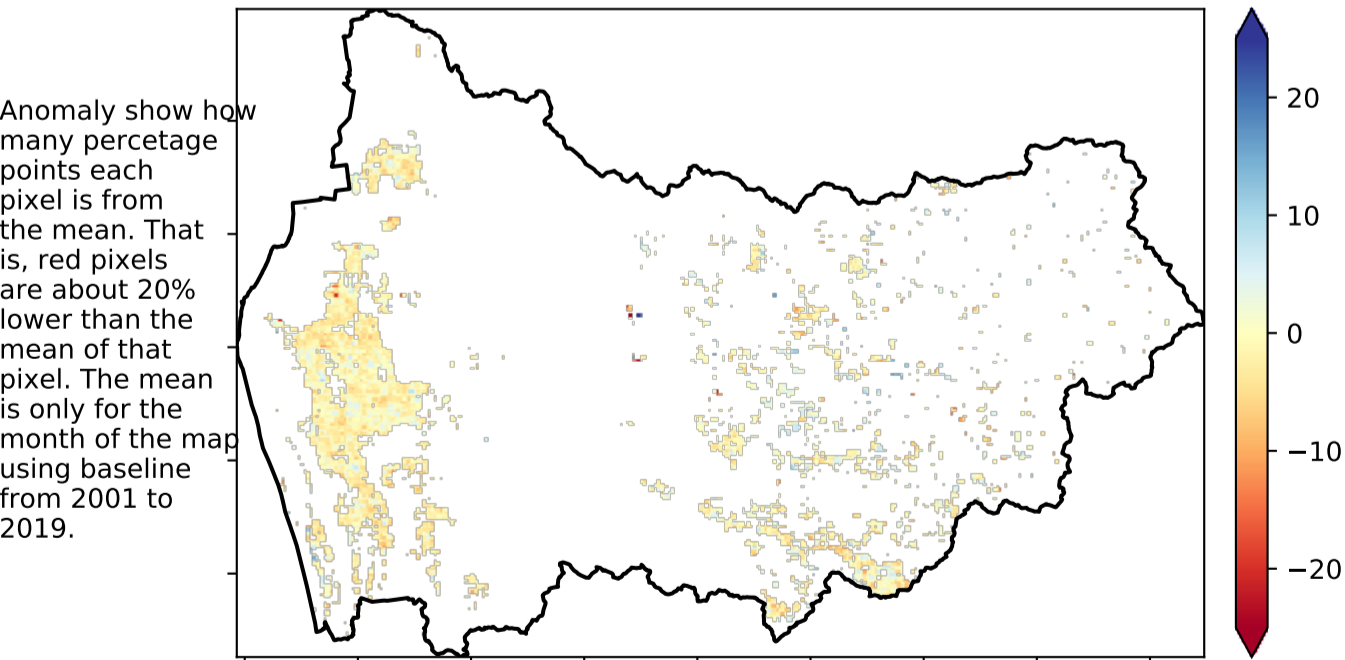 Anomaly show how
many percetage
points each
pixel is from
the mean. That
is, red pixels
are about 20%
lower than the
mean of that
pixel. The mean
is only for the
month of the map
using baseline
from 2001 to
2019.
20
10
0
−10
−20